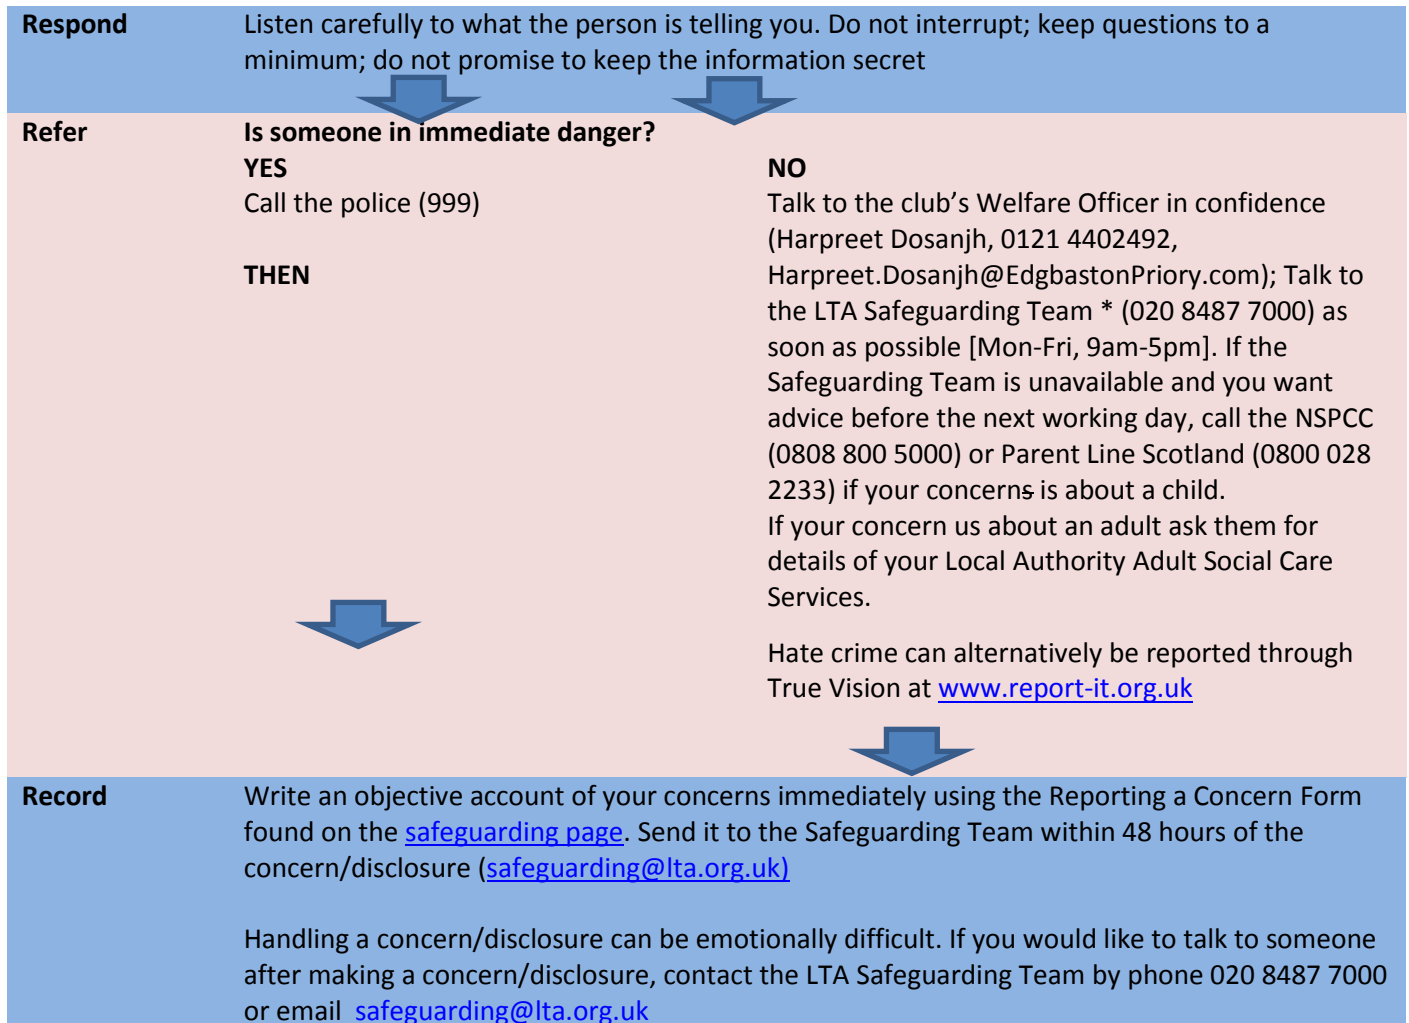 Respond
Listen carefully to what the person is telling you. Do not interrupt; keep questions to a
minimum; do not promise to keep the information secret
Refer
Is someone in immediate danger?
YES
Call the police (999)
THEN
NO
Talk to the club’s Welfare Officer in confidence
(Harpreet Dosanjh, 0121 4402492,
Harpreet.Dosanjh@EdgbastonPriory.com); Talk to
the LTA Safeguarding Team * (020 8487 7000) as
soon as possible [Mon-Fri, 9am-5pm]. If the
Safeguarding Team is unavailable and you want
advice before the next working day, call the NSPCC
(0808 800 5000) or Parent Line Scotland (0800 028
2233) if your concerns is about a child.
If your concern us about an adult ask them for
details of your Local Authority Adult Social Care
Services.
Hate crime can alternatively be reported through
True Vision at www.report-it.org.uk
Record
Write an objective account of your concerns immediately using the Reporting a Concern Form
found on the safeguarding page. Send it to the Safeguarding Team within 48 hours of the
concern/disclosure (safeguarding@lta.org.uk)
Handling a concern/disclosure can be emotionally difficult. If you would like to talk to someone
after making a concern/disclosure, contact the LTA Safeguarding Team by phone 020 8487 7000
or email  safeguarding@lta.org.uk